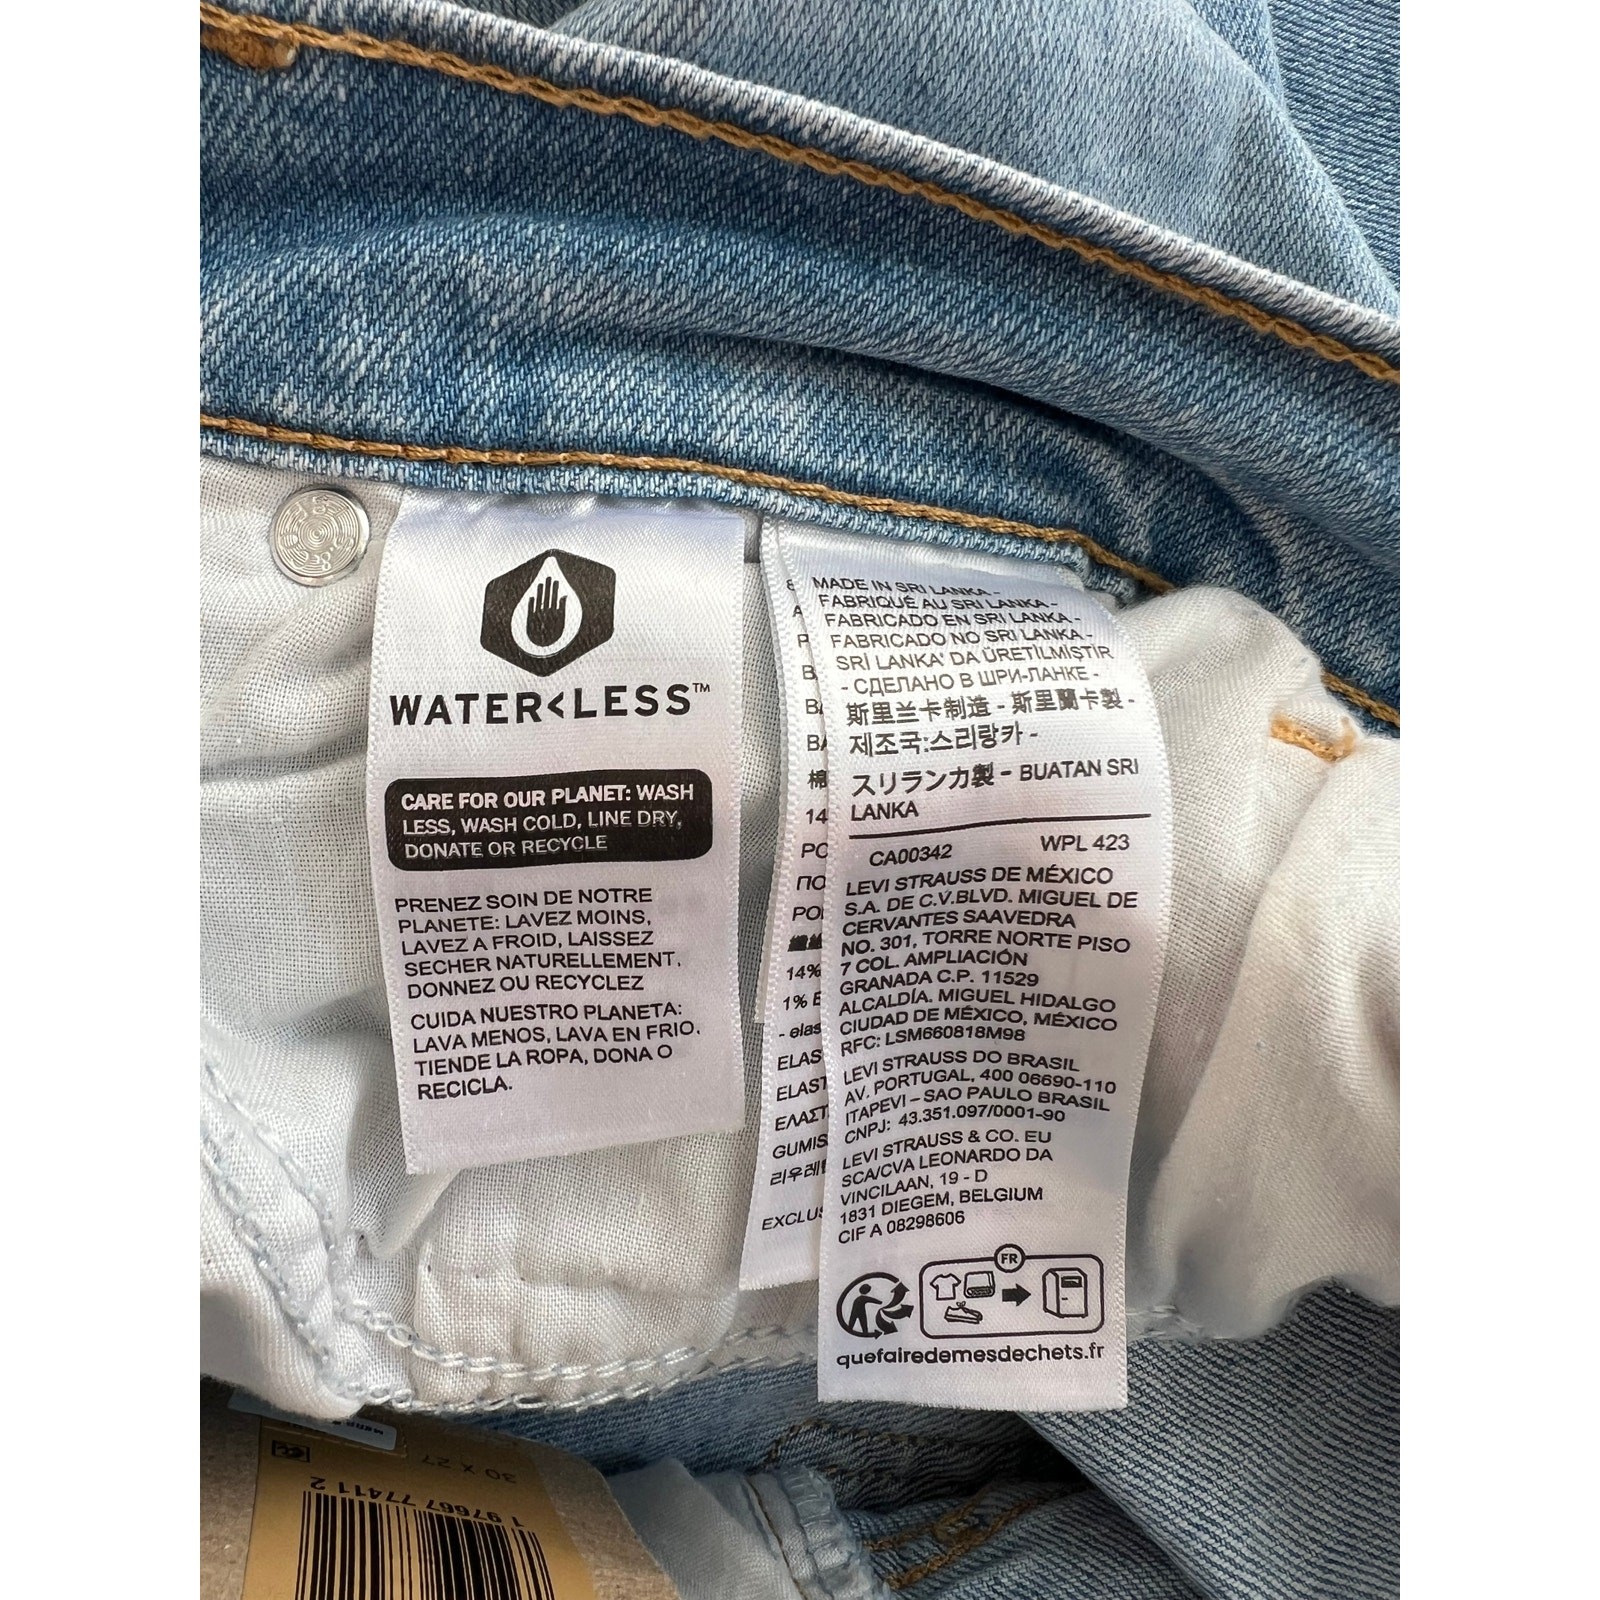 WATER<LESS™
CARE FOR OUR PLANET: WASH
LESS, WASH COLD, LINE DRY,
DONATE OR RECYCLE
PRENEZ SOIN DE NOTRE
PLANETE: LAVEZ MOINS,
LAVEZ A FROID, LAISSEZ
SECHER NATURELLEMENT.
DONNEZ OU RECYCLEZ
CUIDA NUESTRO PLANETA:
LAVA MENOS, LAVA EN FRIO,
TIENDE LA ROPA, DONA O
RECICLA.
14%
1% E
MADE IN SRI LANKA -
FABRIQUÉ AU SRI LANKA -
FABRICADO EN SRI LANKA -
FABRICADO NO SRI LANKA -
SRİ LANKA' DA ÜRETİLMİŞTİR
- СДЕЛАНО В ШРИ-ЛАНКЕ -
斯里兰卡制造 - 斯里蘭卡製 -
제조국:스리랑카 -
スリランカ製 - BUATAN SRI
LANKA
CA00342 WPL 423
LEVI STRAUSS DE MÉXICO
S.A. DE C.V.BLVD. MIGUEL DE
CERVANTES SAAVEDRA
NO. 301, TORRE NORTE PISO
7 COL. AMPLIACIÓN
GRANADA C.P. 11529
ALCALDÍA. MIGUEL HIDALGO
CIUDAD DE MÉXICO, MÉXICO
RFC: LSM660818M98
LEVI STRAUSS DO BRASIL
AV. PORTUGAL, 400 06690-110
ITAPEVI – SAO PAULO BRASIL
CNPJ: 43.351.097/0001-90
LEVI STRAUSS & CO. EU
SCA/CVA LEONARDO DA
VINCILAAN, 19 - D
1831 DIEGEM, BELGIUM
CIF A 08298606
FR
quefairedemesdechets.fr
30 X 27
1 97667 77411 2